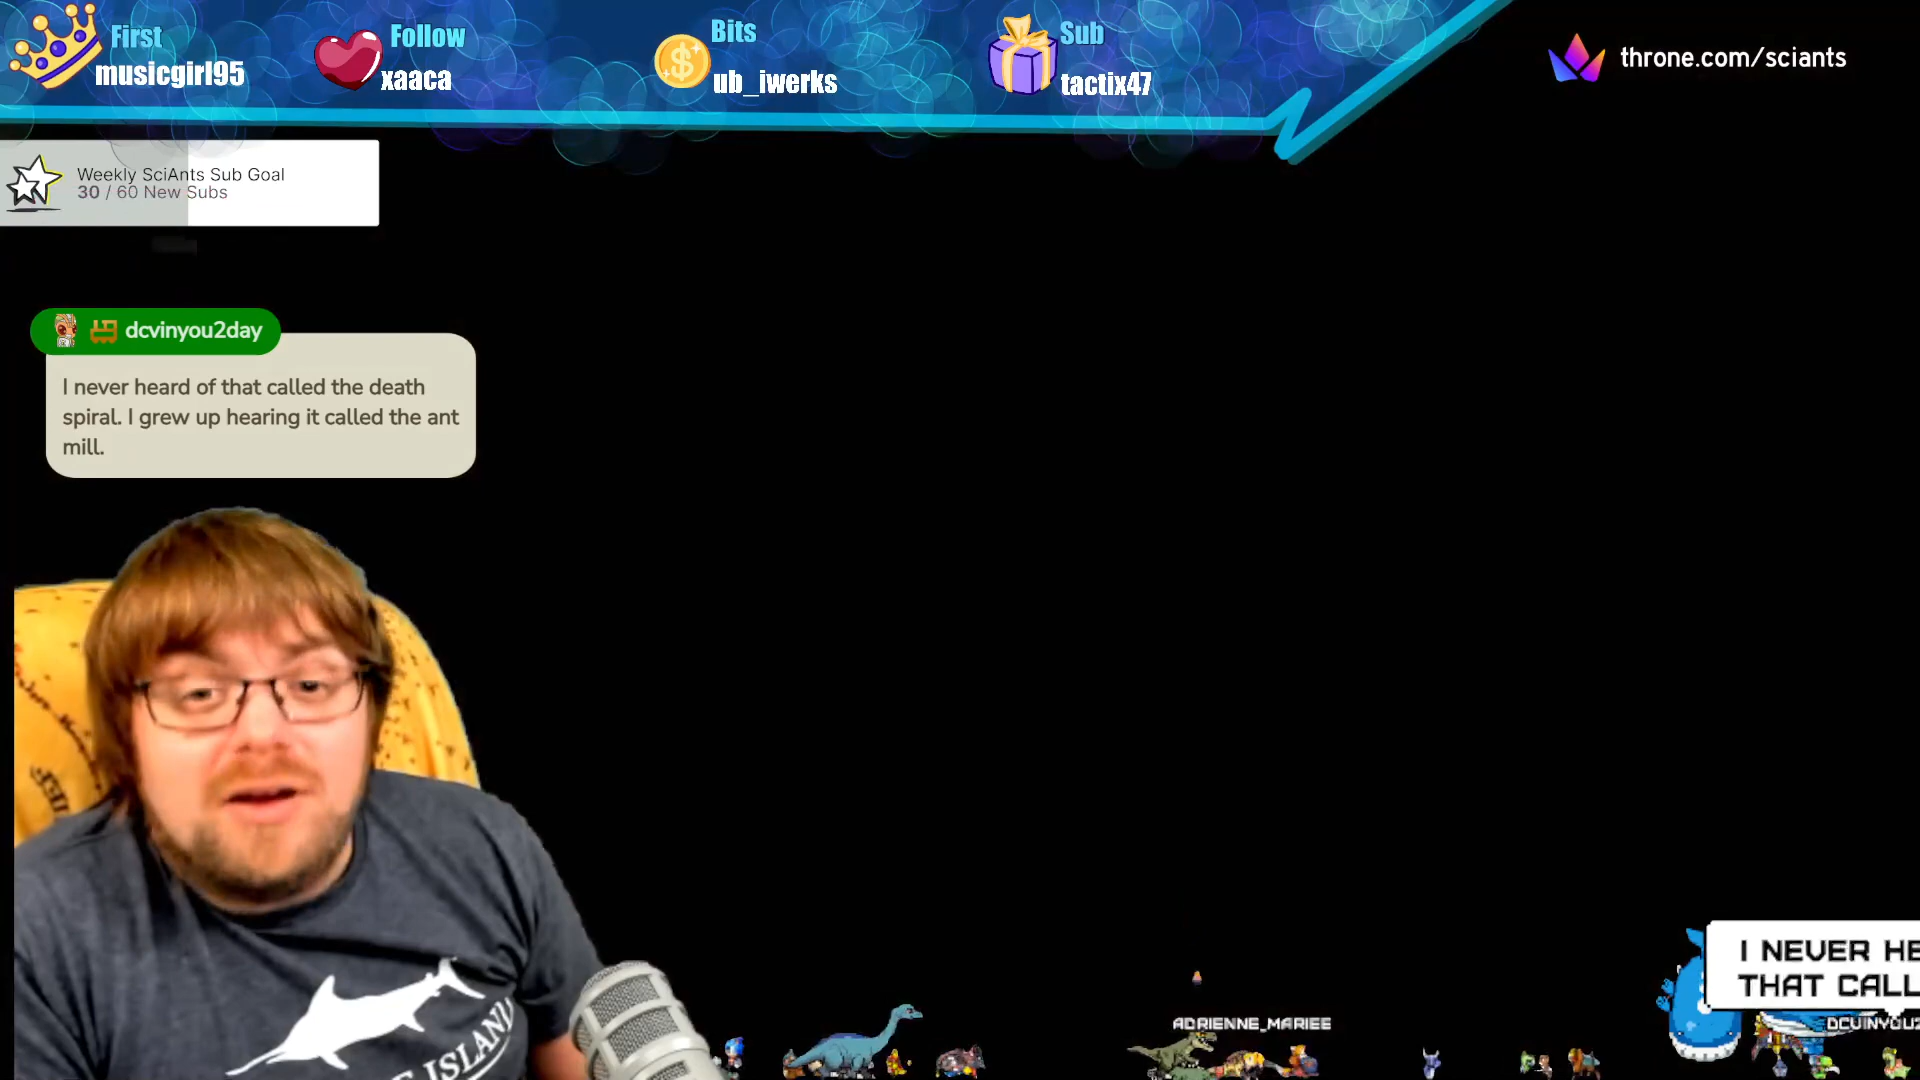 First
musicgirl95
Follow
xaaca
Bits
ub_iwerks
Sub
tactix47
throne.com/sciants
Weekly SciAnts Sub Goal
30 / 60 New Subs
dcvinyou2day
I never heard of that called the death
spiral. I grew up hearing it called the ant
mill.
ISLAND
ADRIENNE_MARIEE
I NEVER HE
THAT CALL
DCVINYOU2